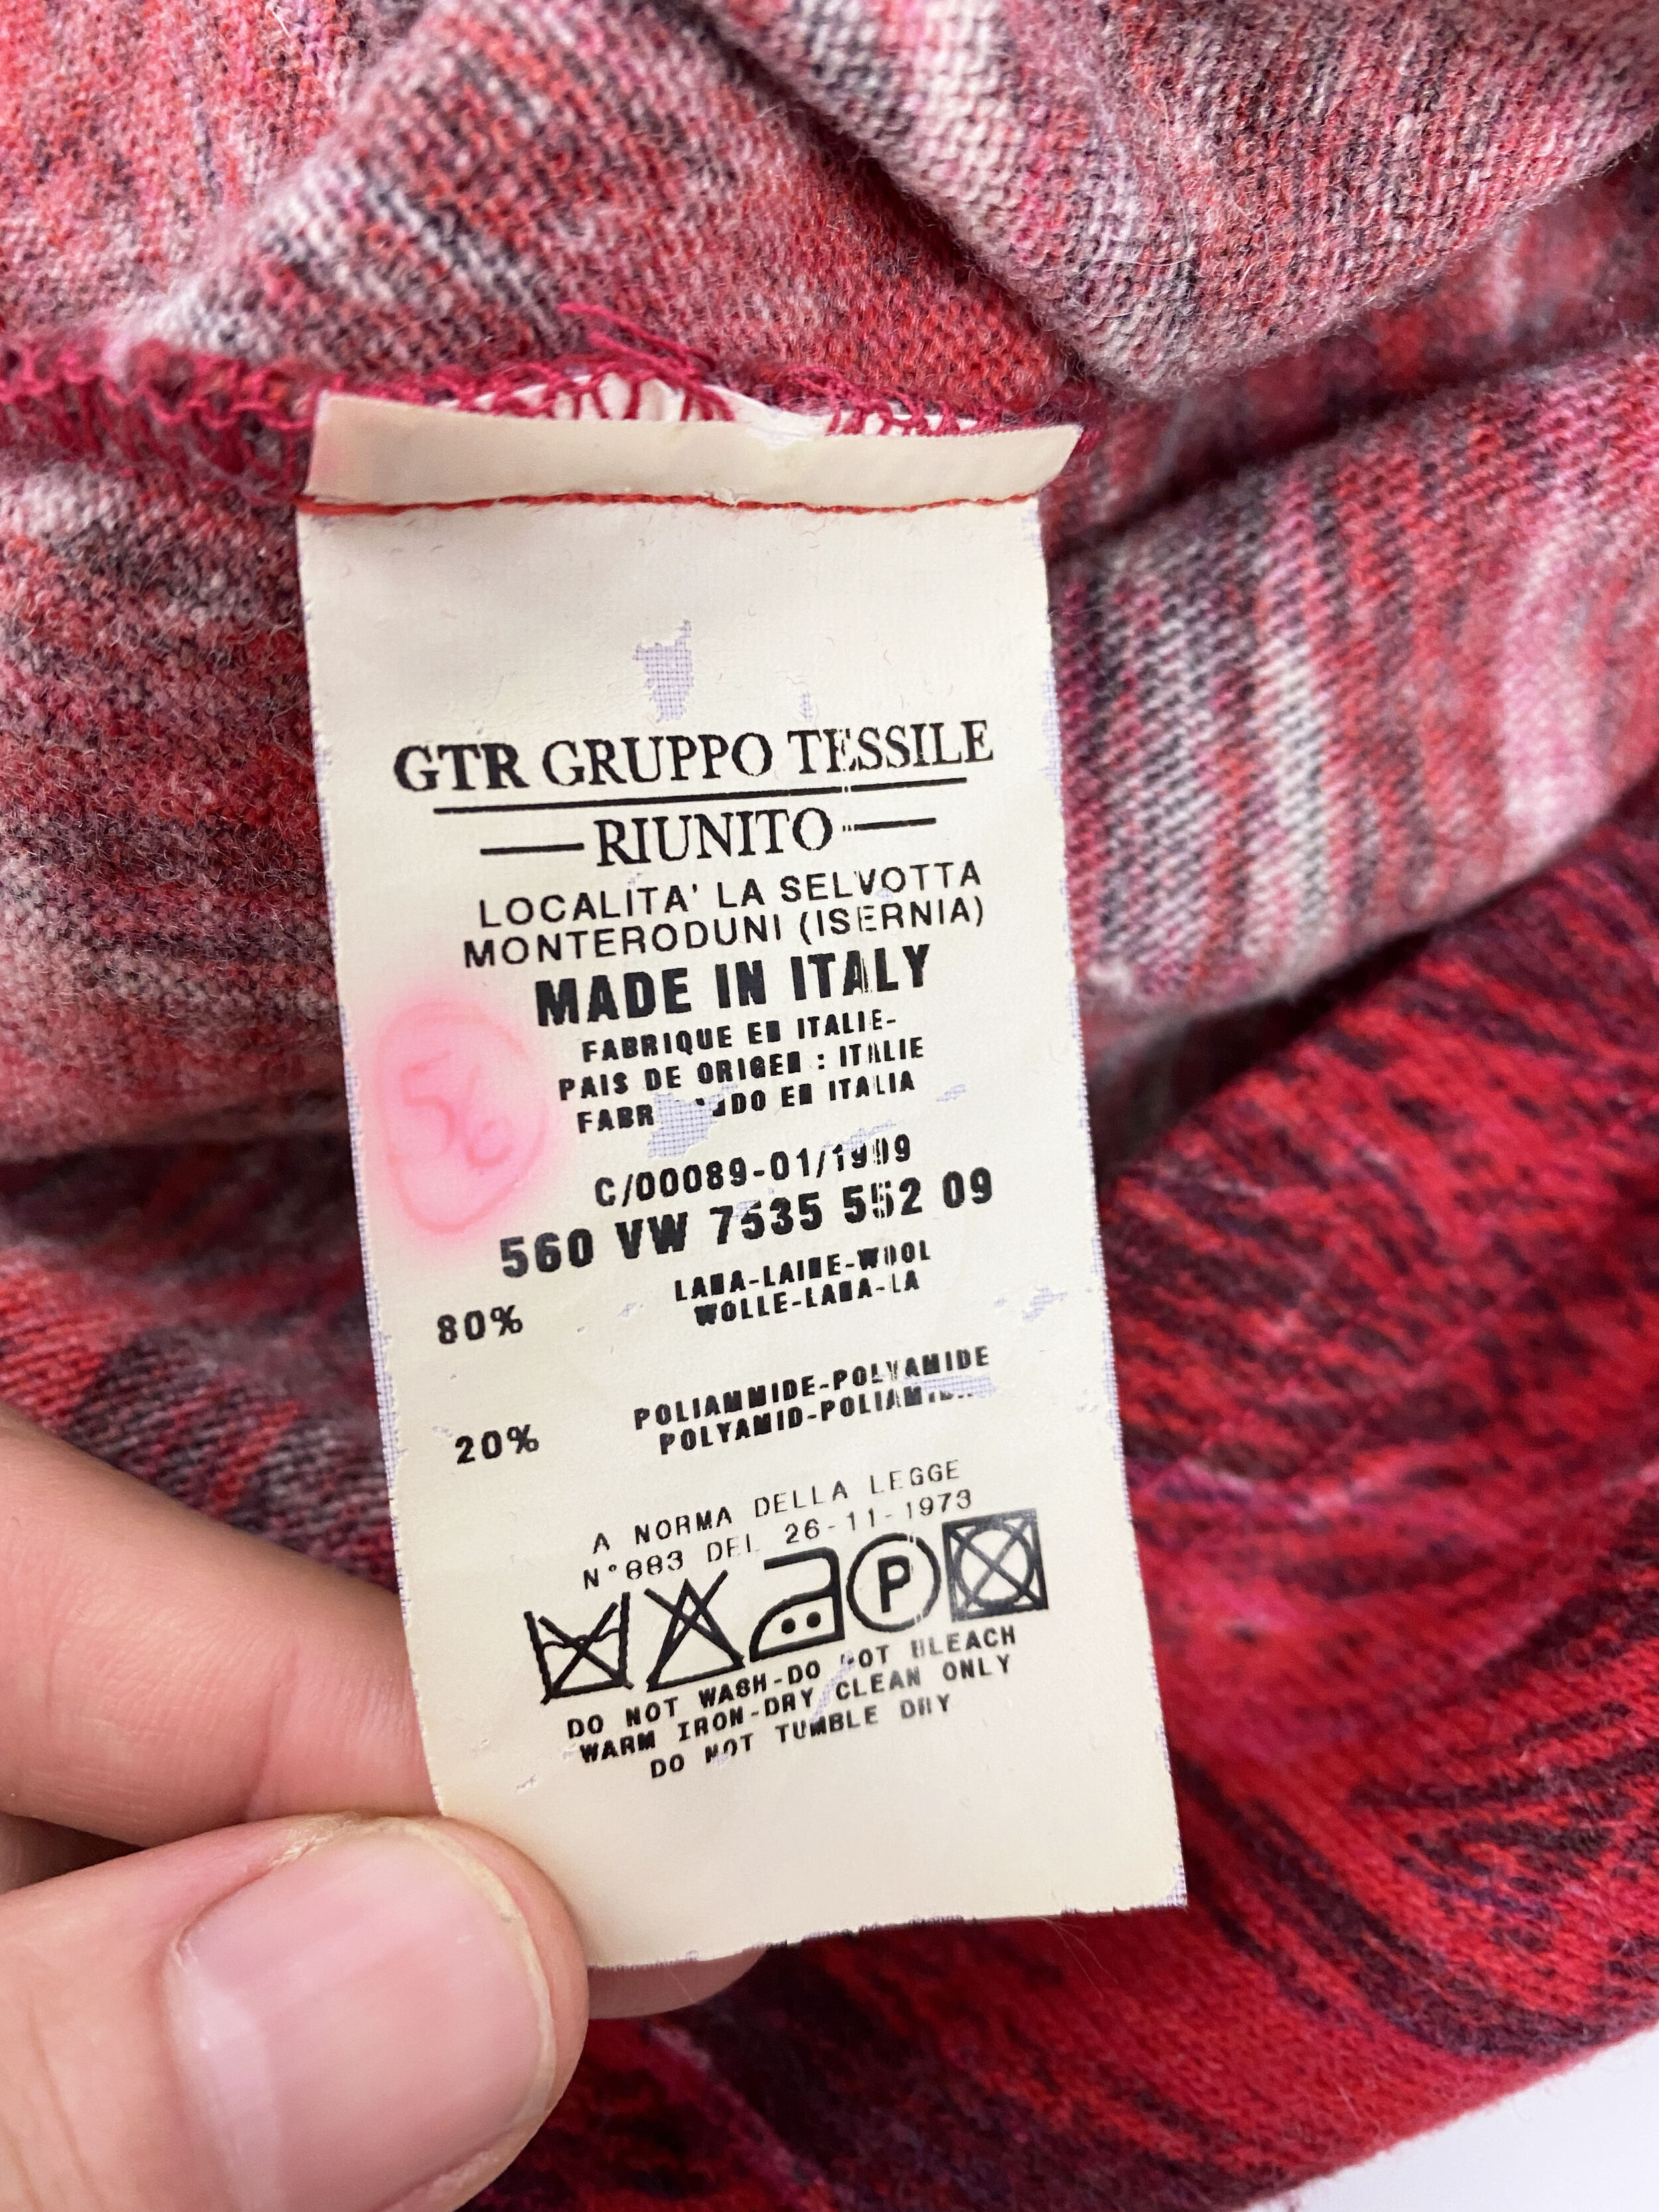 GTR GRUPPO TESSILE
RIUNITO
LOCALITA' LA SELVOTTA
MONTERODUNI (ISERNIA)
MADE IN ITALY
FABRIQUE EN ITALIE-
PAIS DE ORIGEN : ITALIE
EN ITALIA
56
C/00089-01/1999
560 VW 7535 552 09
80% LANA-LAINE-WOOL
WOLLE-LANA-LA
20% POLIAMMIDE-POLYAMIDE
POLYAMID-
A NORMA DELLA LEGGE
N°883 DEL 26-11-1973
P
DO NOT WASH-DO NOT BLEACH
WARM IRON-DRY CLEAN ONLY
DO NOT TUMBLE DRY